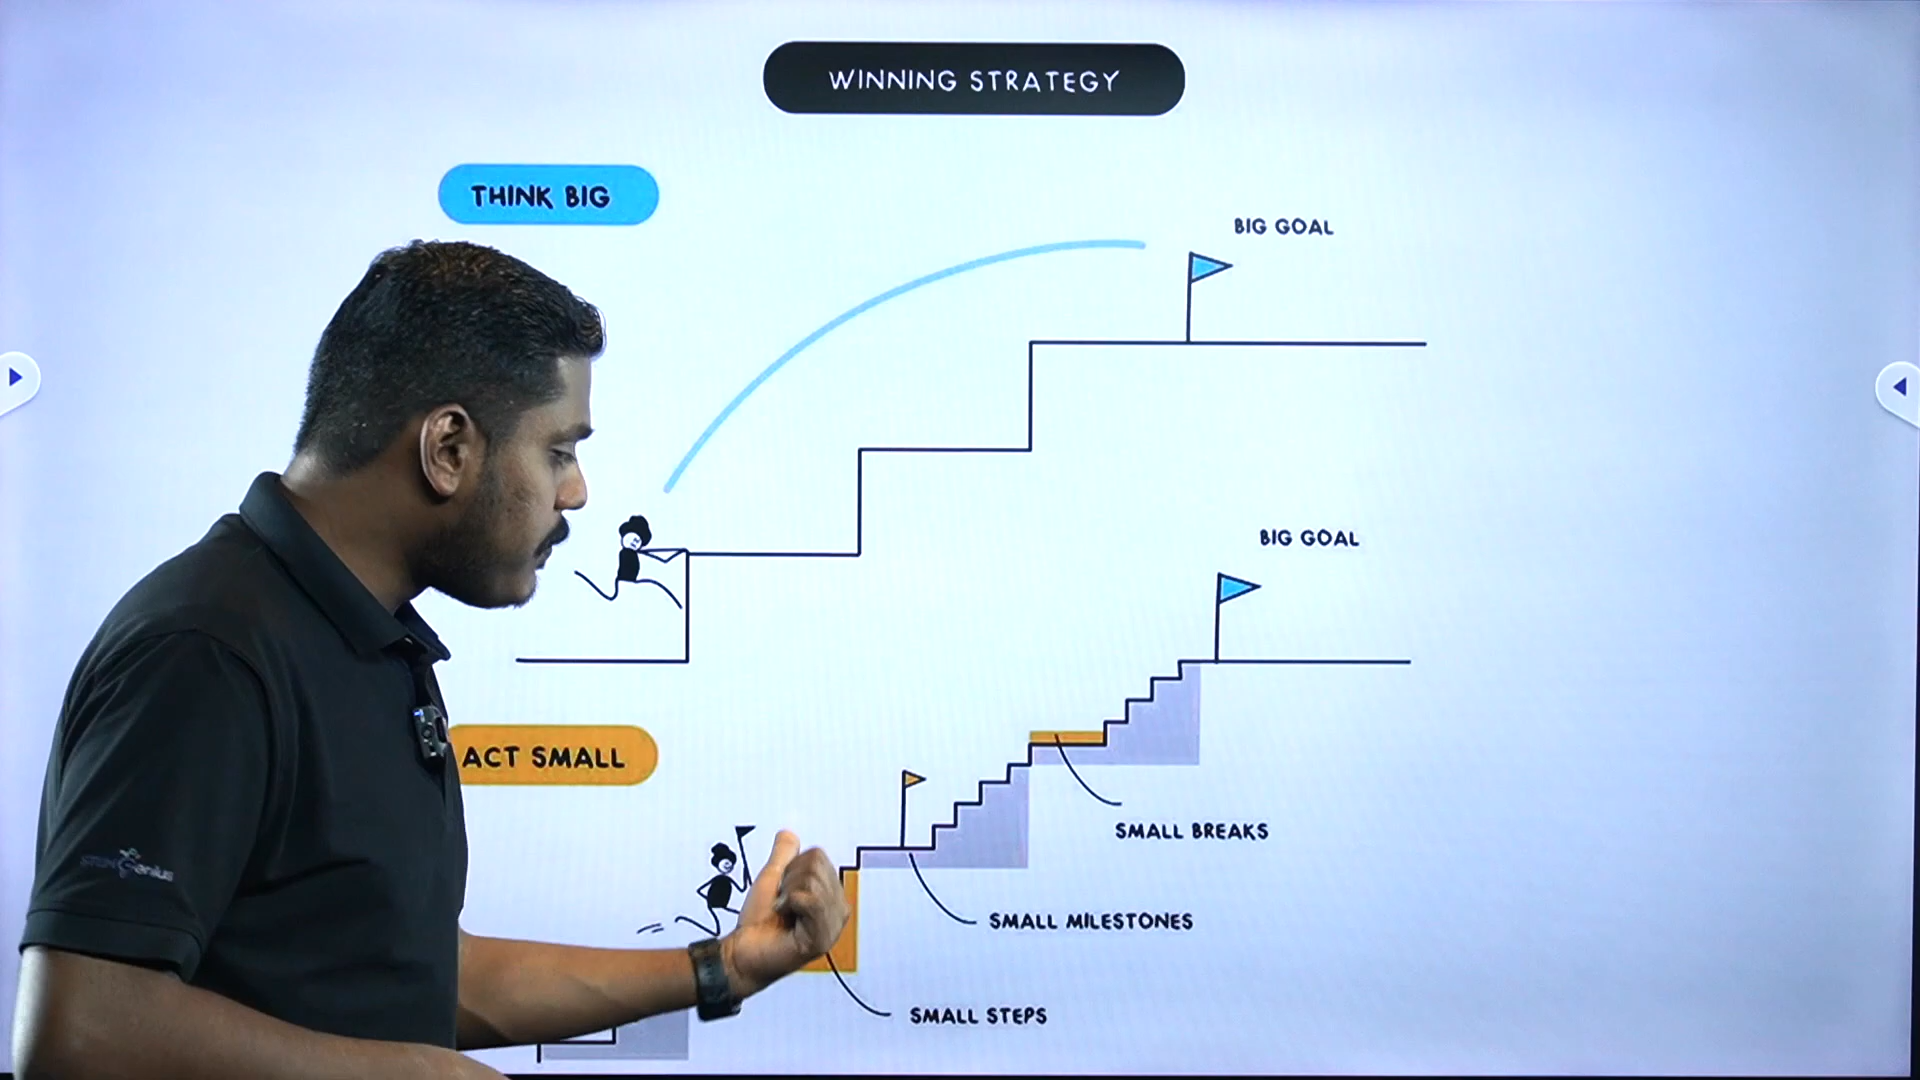 WINNING STRATEGY
THINK BIG
BIG GOAL
BIG GOAL
ACT SMALL
SMALL BREAKS
SMALL MILESTONES
SMALL STEPS